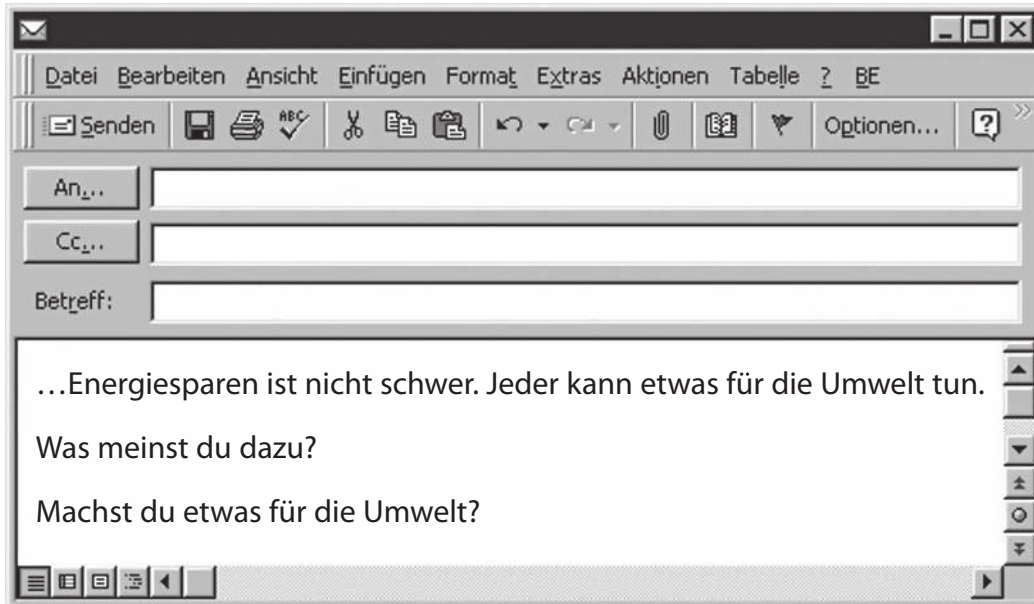 Datei Bearbeiten Ansicht Einfügen Format Extras Aktionen Tabelle ? BE
Senden ABC Optionen... ?
An...
Cc...
Betreff:
…Energiesparen ist nicht schwer. Jeder kann etwas für die Umwelt tun.
Was meinst du dazu?
Machst du etwas für die Umwelt?